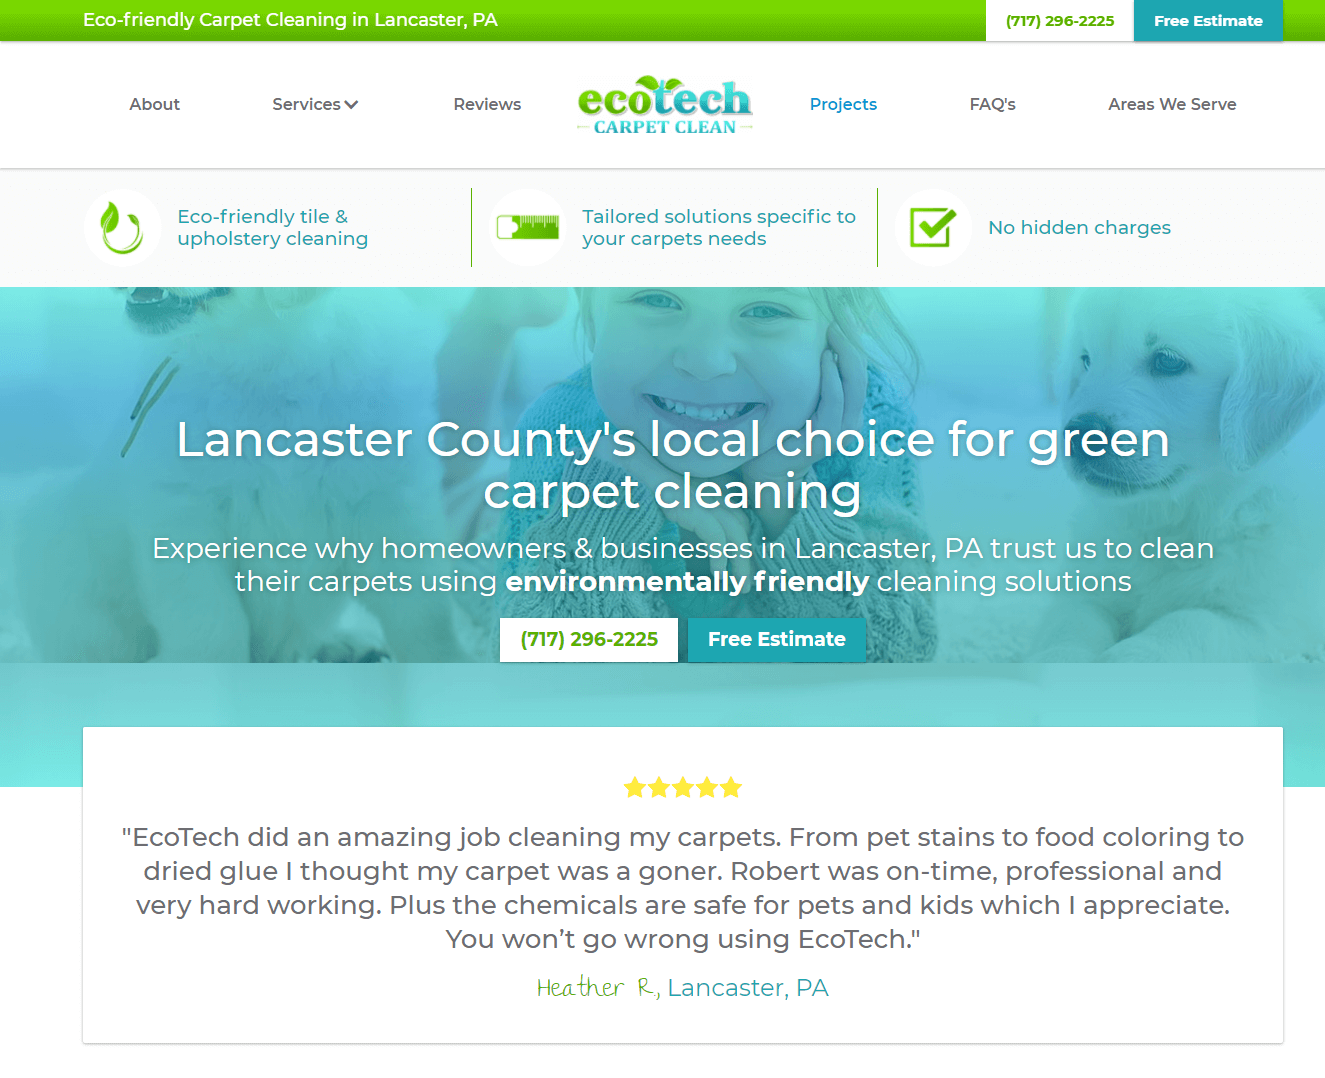 Eco-friendly Carpet Cleaning in Lancaster, PA
(717) 296-2225
Free Estimate
About
Services
Reviews
ecotech
CARPET CLEAN
Projects
FAQ's
Areas We Serve
Eco-friendly tile &
upholstery cleaning
Tailored solutions specific to
your carpets needs
No hidden charges
Lancaster County's local choice for green
carpet cleaning
Experience why homeowners & businesses in Lancaster, PA trust us to clean
their carpets using environmentally friendly cleaning solutions
(717) 296-2225
Free Estimate
"EcoTech did an amazing job cleaning my carpets. From pet stains to food coloring to
dried glue I thought my carpet was a goner. Robert was on-time, professional and
very hard working. Plus the chemicals are safe for pets and kids which I appreciate.
You won’t go wrong using EcoTech."
Heather R., Lancaster, PA